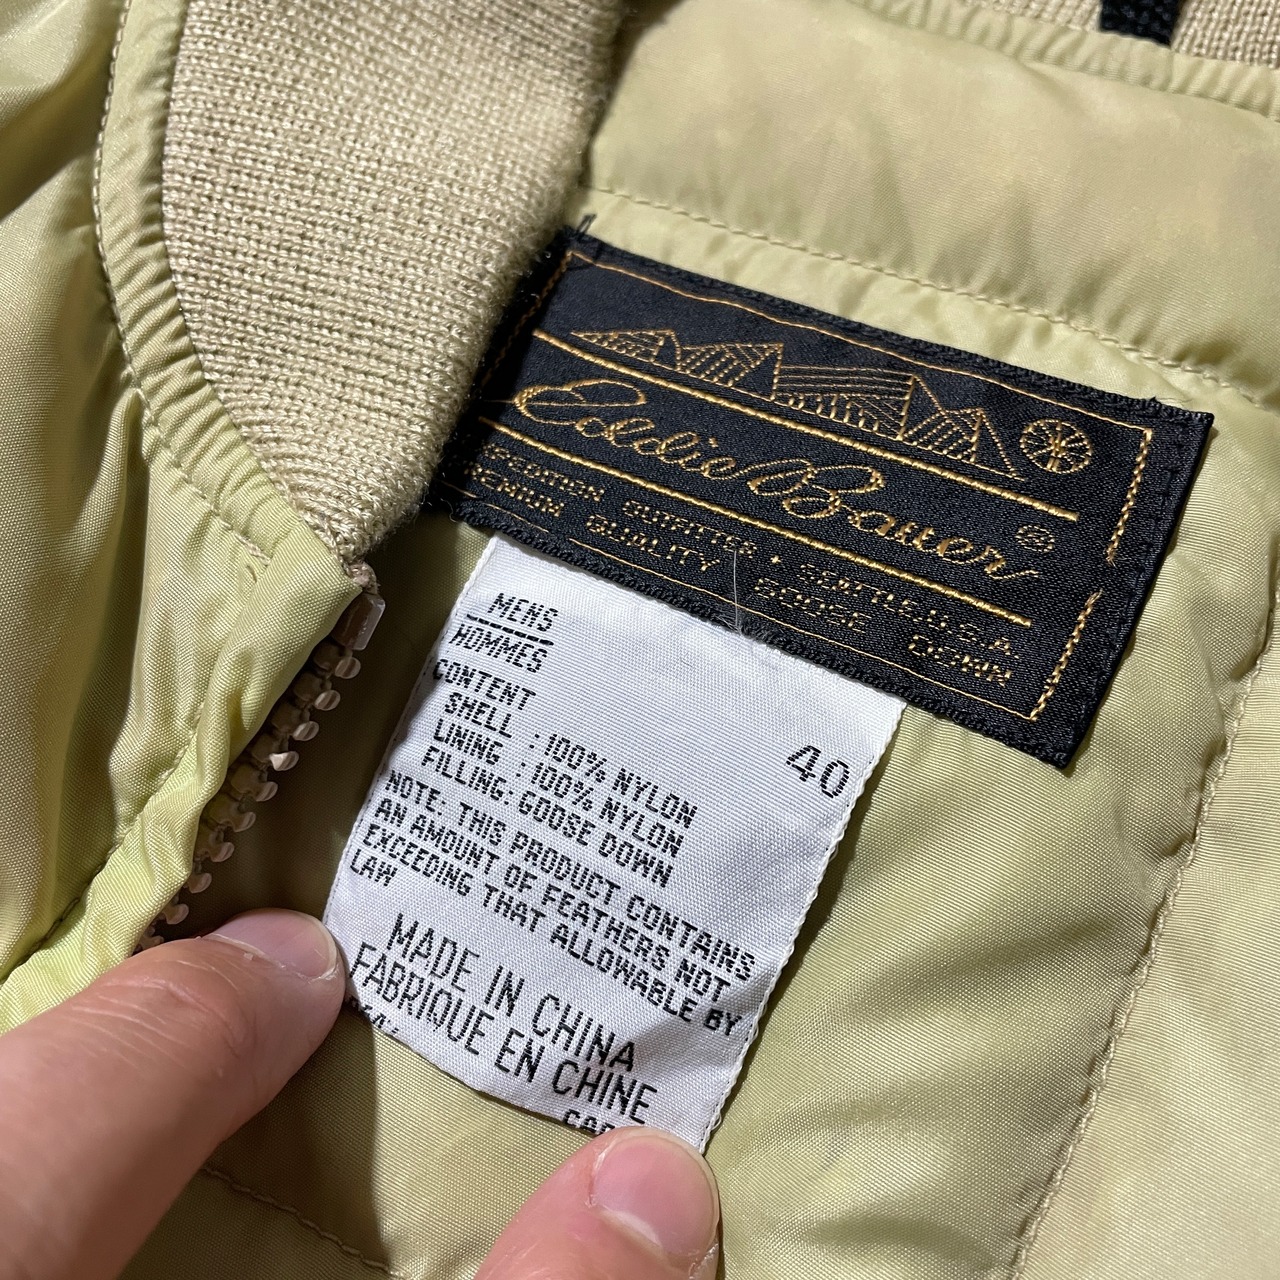 Eddie Bauer®
EXPEDITION OUTFITTER • SEATTLE, U.S.A.
PREMIUM QUALITY GOOSE DOWN
MENS
HOMMES
40
CONTENT
SHELL : 100% NYLON
LINING : 100% NYLON
FILLING: GOOSE DOWN
NOTE: THIS PRODUCT CONTAINS
AN AMOUNT OF FEATHERS NOT
EXCEEDING THAT ALLOWABLE BY
LAW
MADE IN CHINA
FABRIQUE EN CHINE